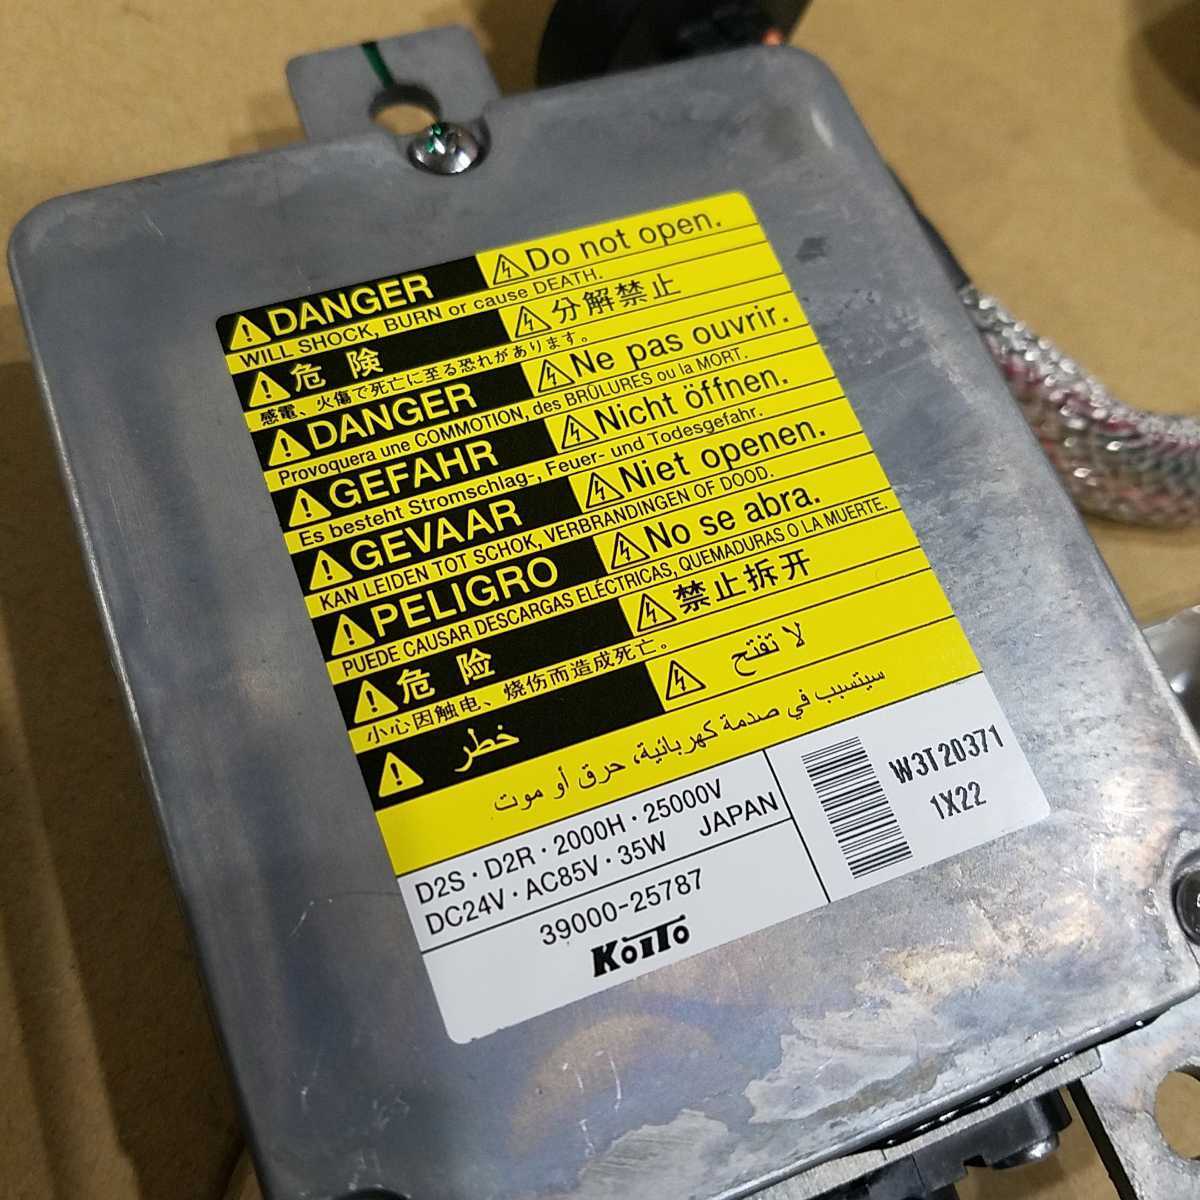 DANGER Do not open.
WILL SHOCK, BURN or cause DEATH.
危険 分解禁止
感電、火傷で死亡に至る恐れがあります。
DANGER Ne pas ouvrir.
Provoquera une COMMOTION, des BRÛLURES ou la MORT.
GEFAHR Nicht öffnen.
Es besteht Stromschlag-, Feuer- und Todesgefahr.
GEVAAR Niet openen.
KAN LEIDEN TOT SCHOK, VERBRANDINGEN OF DOOD.
PELIGRO No se abra.
PUEDE CAUSAR DESCARGAS ELÉCTRICAS, QUEMADURAS O LA MUERTE.
危险 禁止拆开
小心因触电、烧伤而造成死亡。
خطر لا تفتح
سيتسبب في صدمة كهربائية، حرق أو موت
D2S・D2R・2000H・25000V
DC24V・AC85V・35W JAPAN
39000-25787
KOITO
W3T20371
1X22